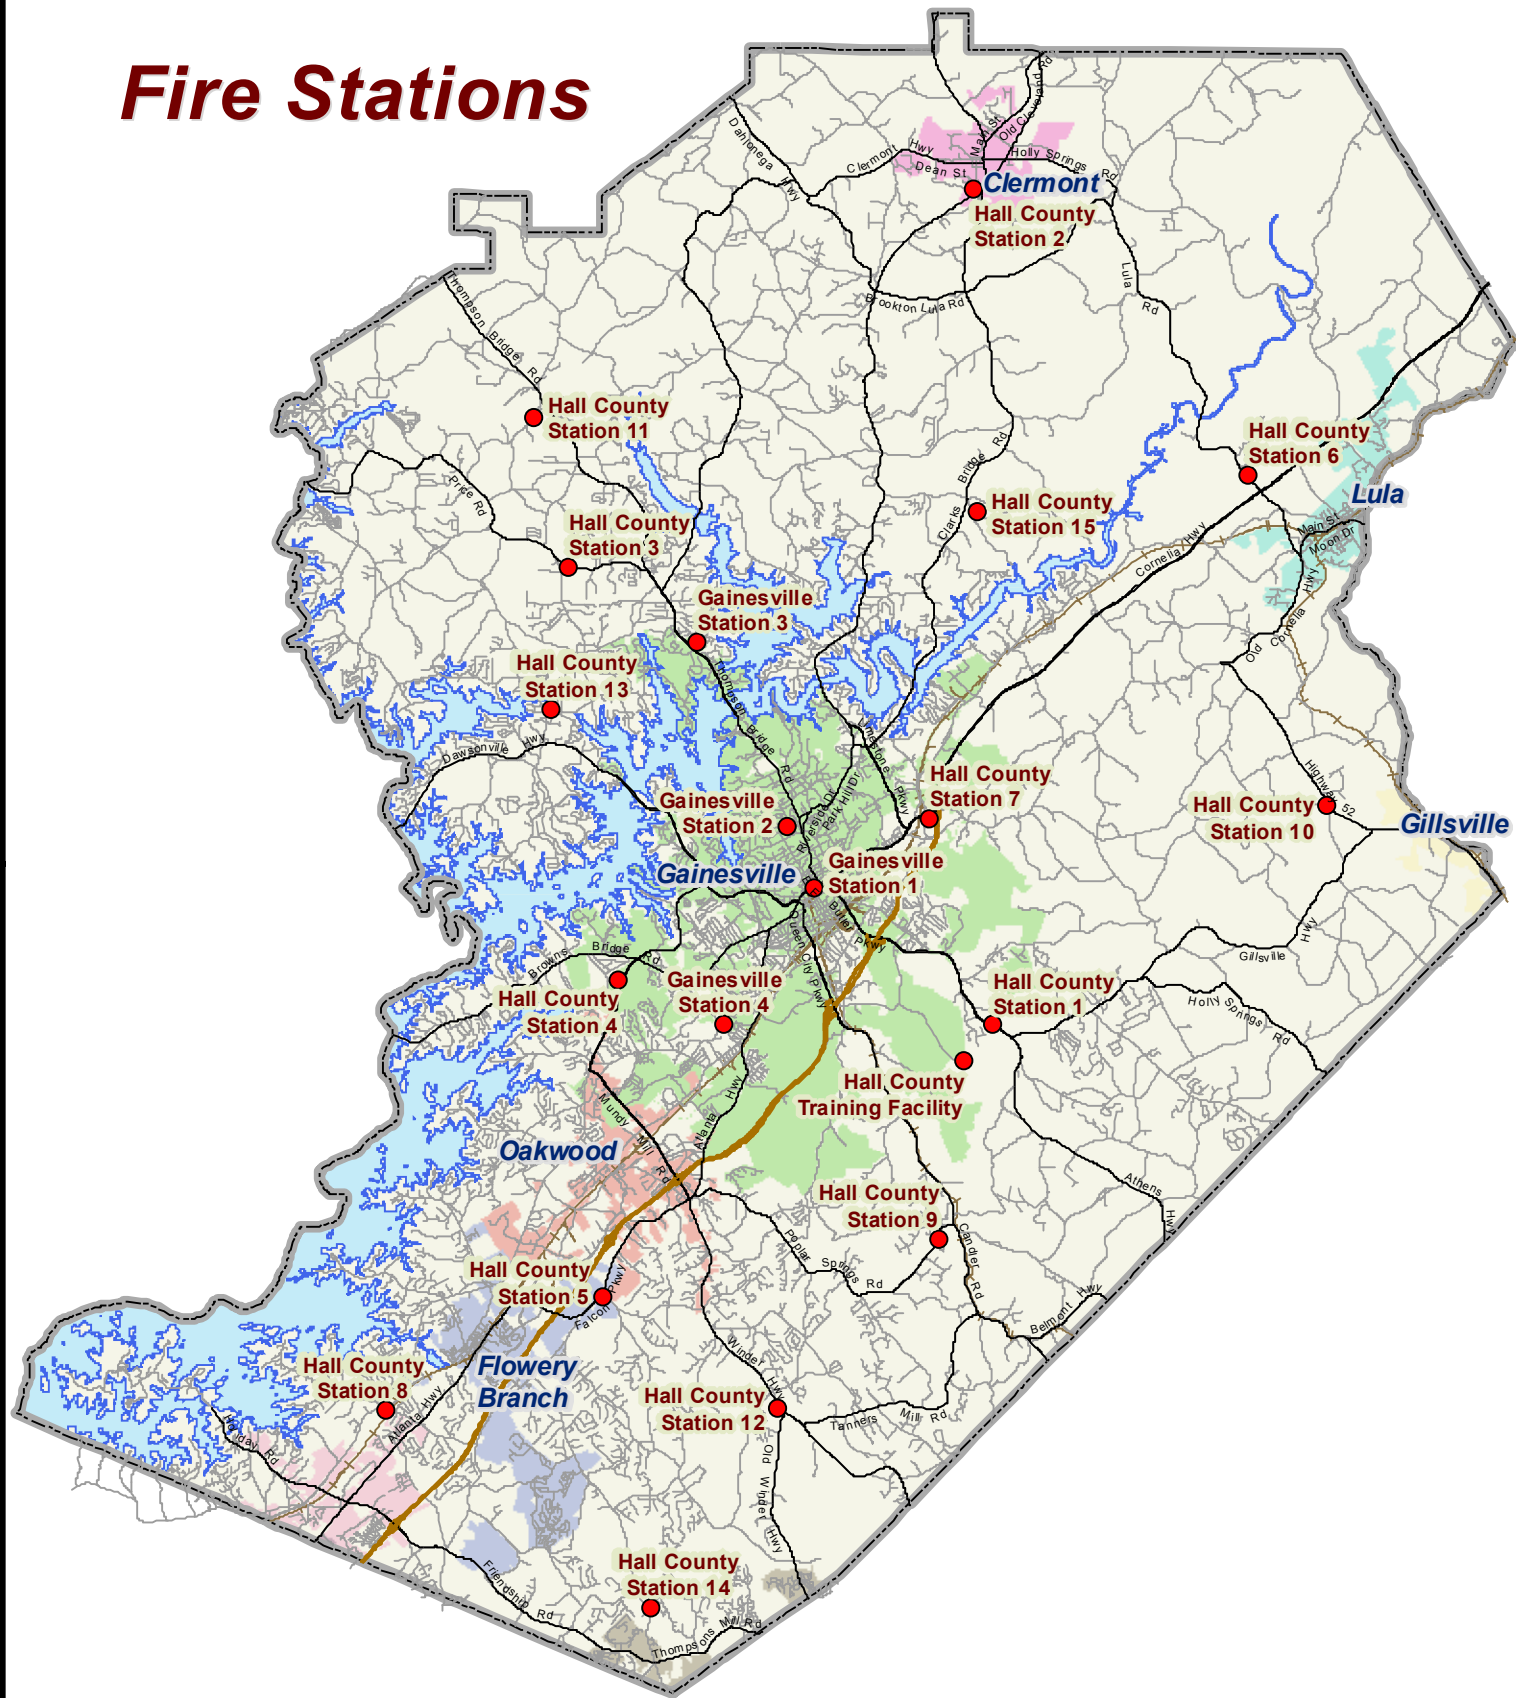 Fire Stations
Old Cleveland Rd
Main St
Dahlonega Hwy
Clermont Hwy
Holly Springs Rd
Dean St
Clermont
Hall County
Station 2
Lula Rd
Thompson Bridge Rd
Brookton Lula Rd
Hall County
Station 11
Hall County
Station 6
Price Rd
Clarks Bridge Rd
Lula
Hall County
Station 15
Hall County
Station 3
Main St
Moon Dr
Cornelia Hwy
Gainesville
Station 3
Old Cornelia Hwy
Hall County
Station 13
Thompson Bridge Rd
Dawsonville Hwy
Limestone Pkwy
Hall County
Station 7
Highway 52
Gainesville
Station 2
Riverside Dr
Park Hill Dr
Hall County
Station 10
Gillsville
Gainesville
Gainesville
Station 1
EE Butler Pkwy
Queen City Pkwy
Browns Bridge Rd
Gillsville Hwy
Hall County
Station 4
Gainesville
Station 4
Hall County
Station 1
Holly Springs Rd
Hall County
Training Facility
Mundy Mill Rd
Atlanta Hwy
Oakwood
Athens Hwy
Hall County
Station 9
Poplar Springs Rd
Candler Rd
Hall County
Station 5
Falcon Pkwy
Belmont Hwy
Winder Hwy
Flowery
Branch
Hall County
Station 8
Atlanta Hwy
Hall County
Station 12
Tanners Mill Rd
Holiday Rd
Old Winder Hwy
Hall County
Station 14
Friendship Rd
Thompsons Mill Rd